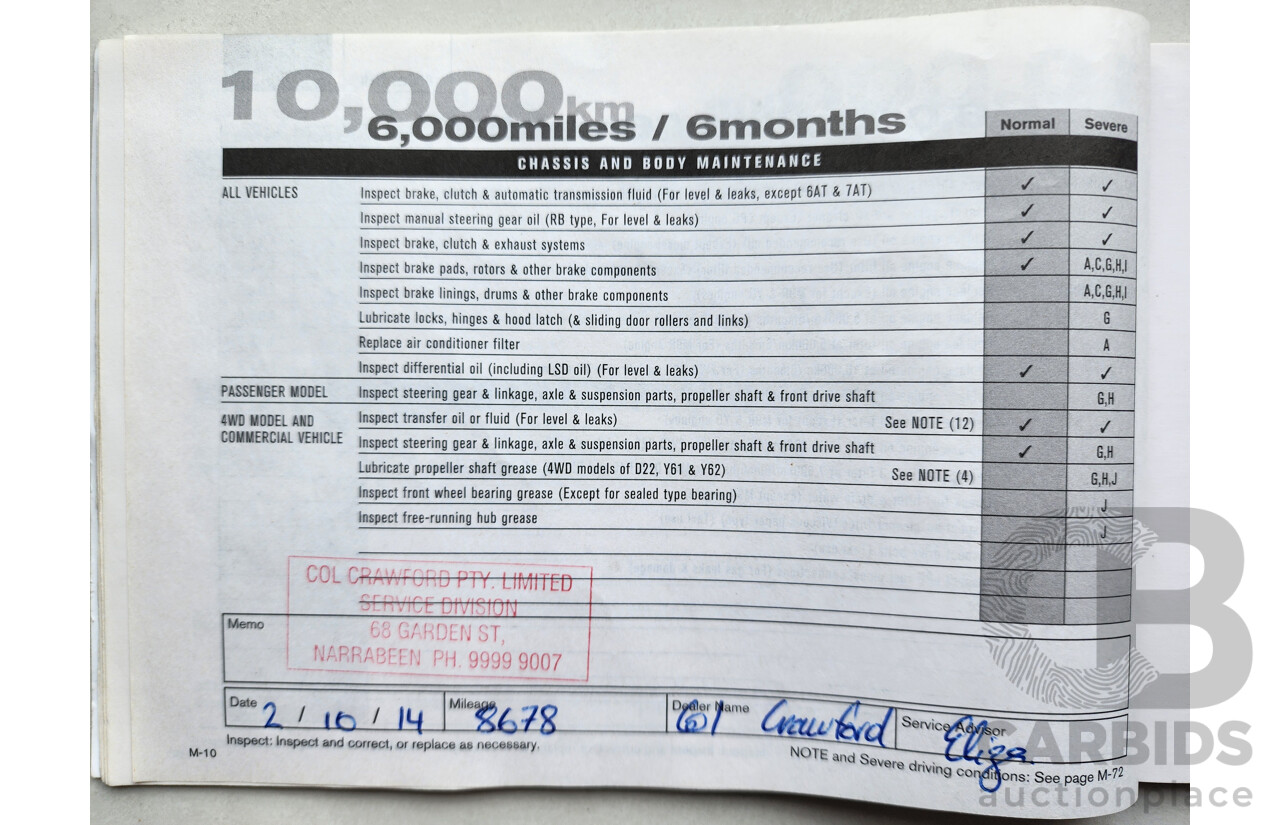 10,000km
6,000miles / 6months
Normal Severe
CHASSIS AND BODY MAINTENANCE
ALL VEHICLES Inspect brake, clutch & automatic transmission fluid (For level & leaks, except 6AT & 7AT) ✓ ✓
Inspect manual steering gear oil (RB type, For level & leaks) ✓ ✓
Inspect brake, clutch & exhaust systems ✓ ✓
Inspect brake pads, rotors & other brake components ✓ A,C,G,H,I
Inspect brake linings, drums & other brake components A,C,G,H,I
Lubricate locks, hinges & hood latch (& sliding door rollers and links) G
Replace air conditioner filter A
Inspect differential oil (including LSD oil) (For level & leaks) ✓ ✓
PASSENGER MODEL Inspect steering gear & linkage, axle & suspension parts, propeller shaft & front drive shaft G,H
4WD MODEL AND Inspect transfer oil or fluid (For level & leaks) See NOTE (12) ✓ ✓
COMMERCIAL VEHICLE Inspect steering gear & linkage, axle & suspension parts, propeller shaft & front drive shaft ✓ G,H
Lubricate propeller shaft grease (4WD models of D22, Y61 & Y62) See NOTE (4) G,H,J
Inspect front wheel bearing grease (Except for sealed type bearing) J
Inspect free-running hub grease J
COL CRAWFORD PTY. LIMITED
SERVICE DIVISION
68 GARDEN ST,
NARRABEEN PH. 9999 9007
Memo
Date 2 / 10 / 14 Mileage 8678 Dealer Name Col Crawford Service Advisor Eliza.
M-10 Inspect: Inspect and correct, or replace as necessary.
NOTE and Severe driving conditions: See page M-72
CARBIDS
auctionplace